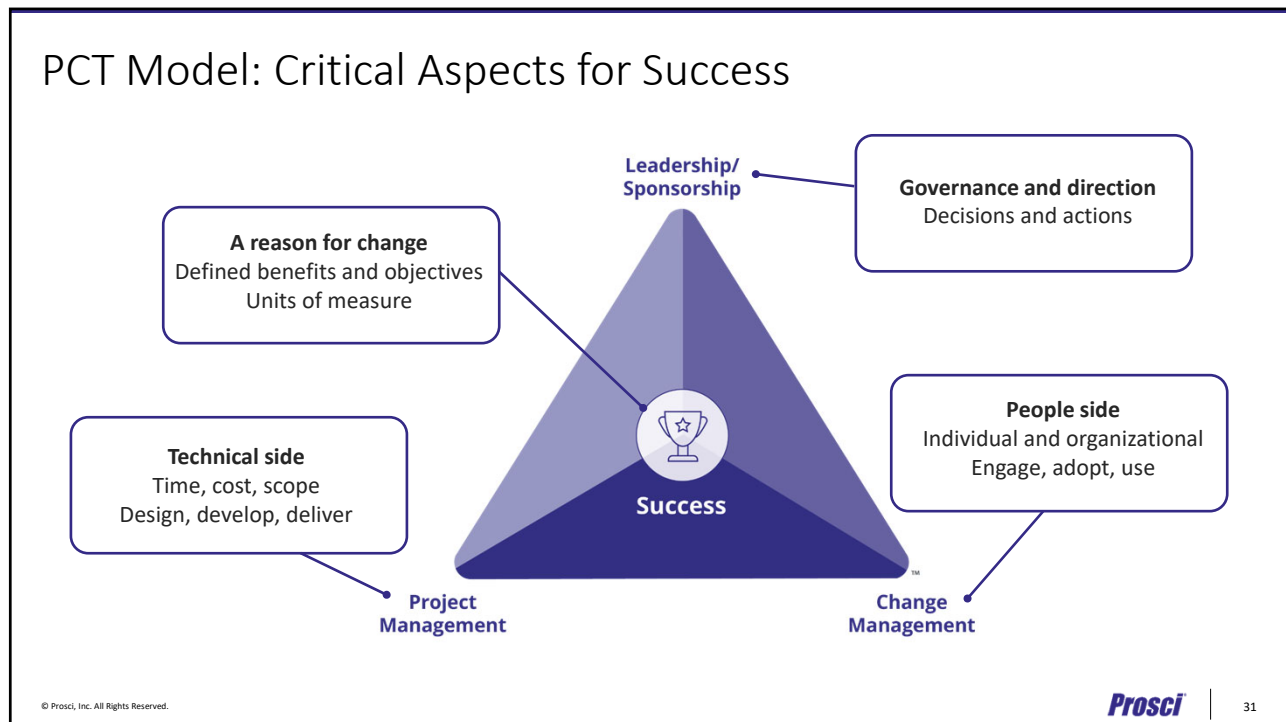 PCT Model: Critical Aspects for Success
Leadership/
Sponsorship
Governance and direction
Decisions and actions
A reason for change
Defined benefits and objectives
Units of measure
People side
Individual and organizational
Engage, adopt, use
Technical side
Time, cost, scope
Design, develop, deliver
Success
™
Project
Management
Change
Management
© Prosci, Inc. All Rights Reserved.
Prosci
31